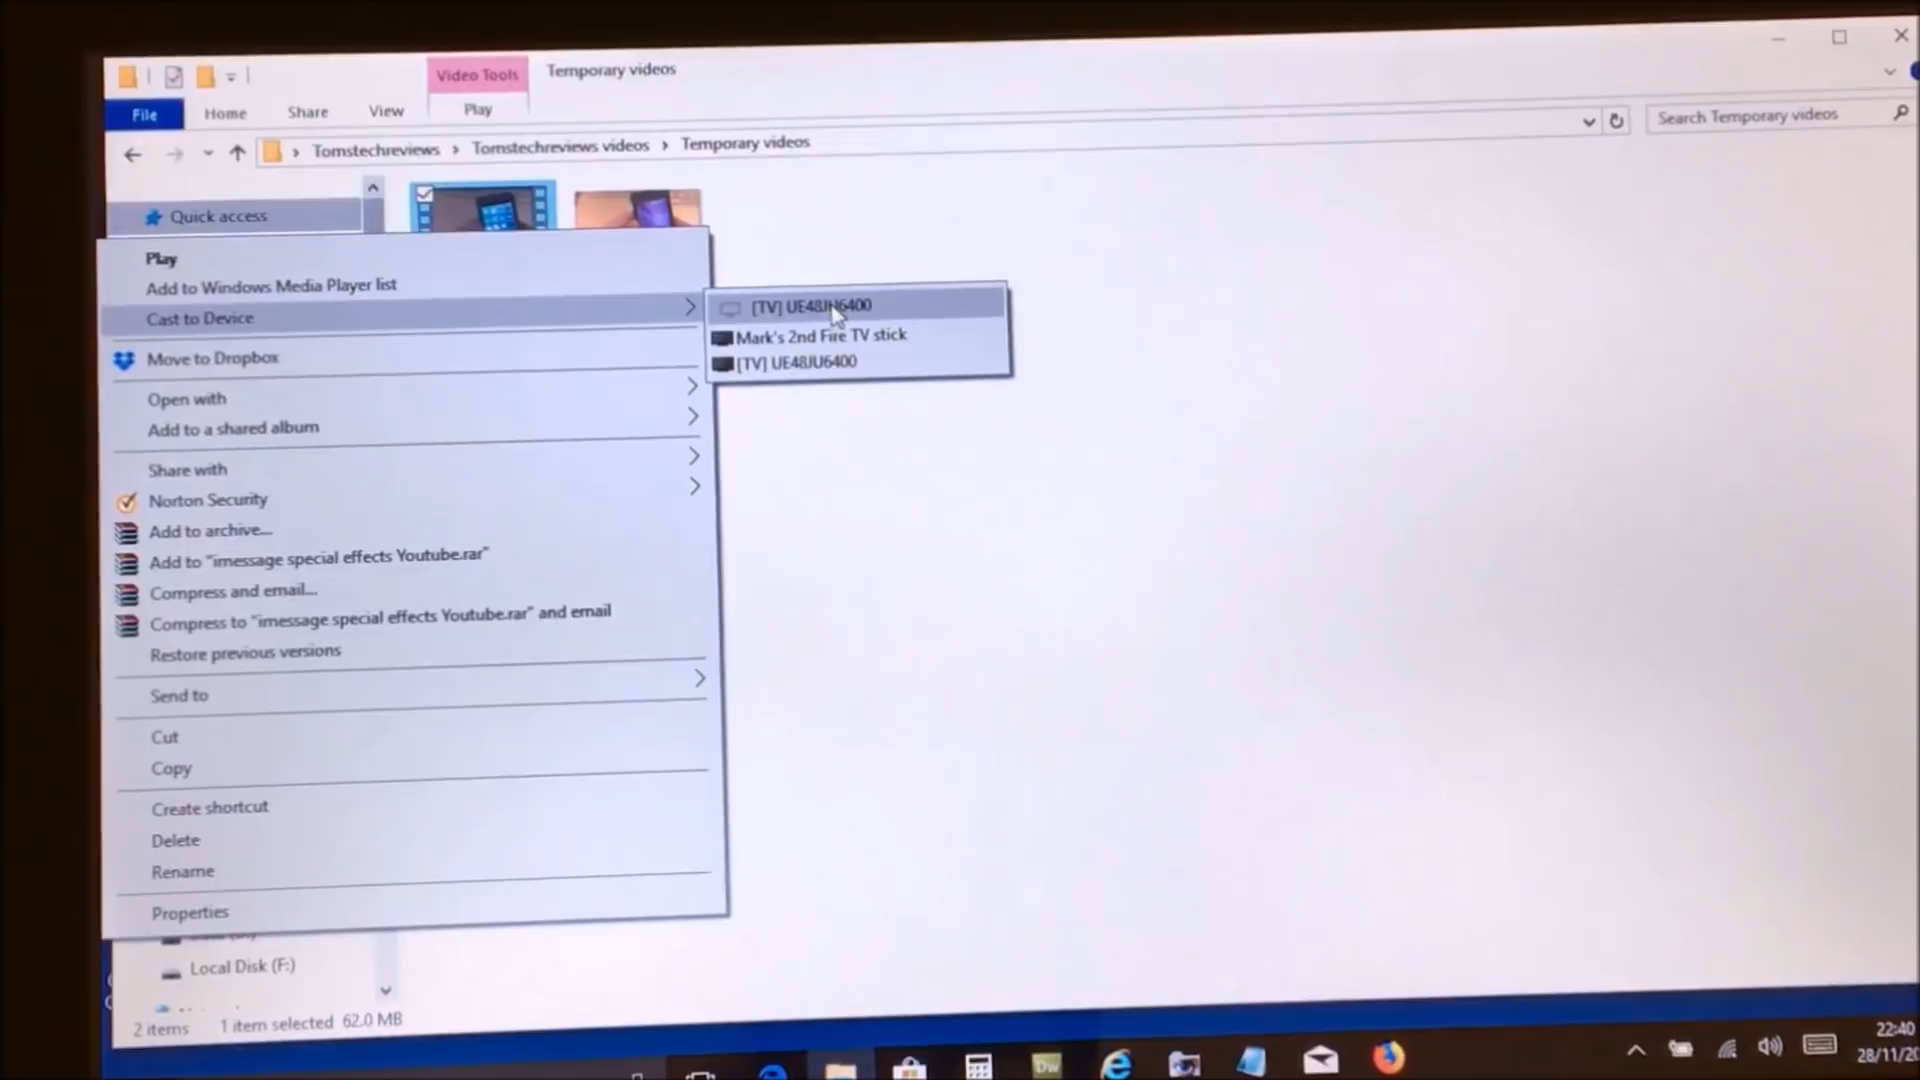 Video Tools
Temporary videos
File
Home
Share
View
Play
Tomstechreviews > Tomstechreviews videos > Temporary videos
Search Temporary videos
Quick access
Play
Add to Windows Media Player list
Cast to Device
[TV] UE48JU6400
Mark's 2nd Fire TV stick
[TV] UE48JU6400
Move to Dropbox
Open with
Add to a shared album
Share with
Norton Security
Add to archive...
Add to "imessage special effects Youtube.rar"
Compress and email...
Compress to "imessage special effects Youtube.rar" and email
Restore previous versions
Send to
Cut
Copy
Create shortcut
Delete
Rename
Properties
Local Disk (F:)
2 items
1 item selected 62.0 MB
Dw
22:40
28/11/20